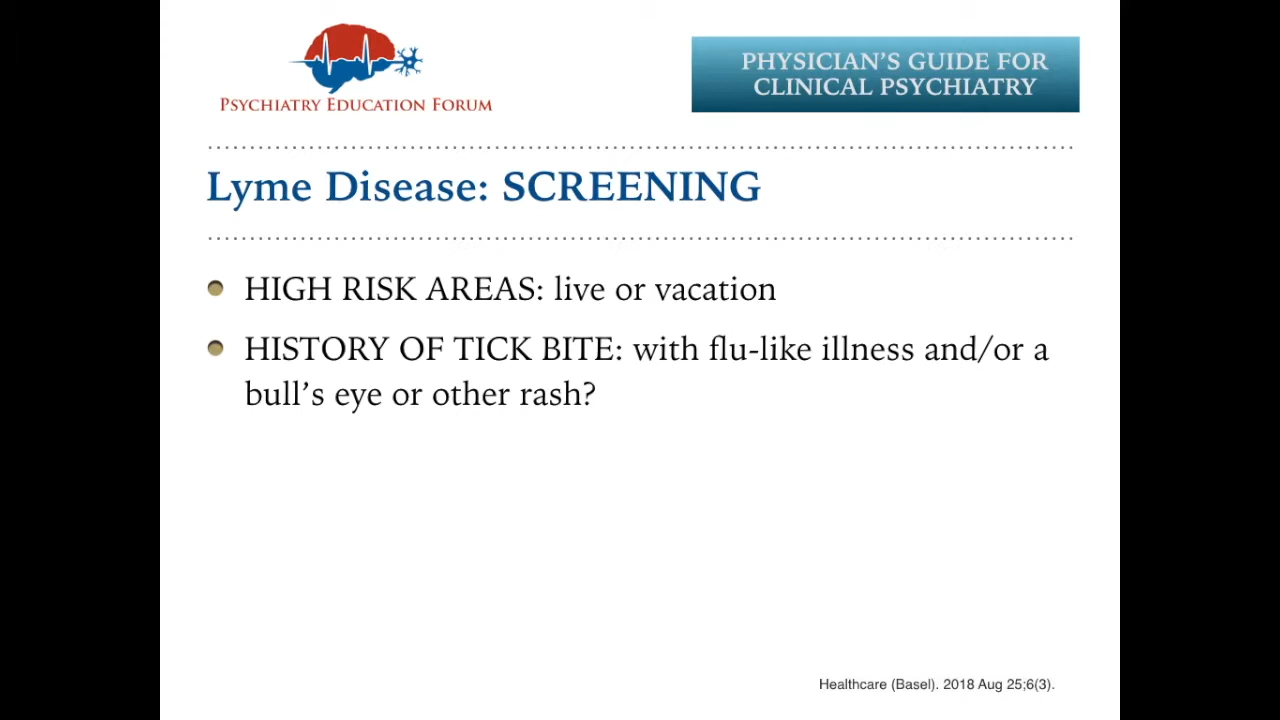 PSYCHIATRY EDUCATION FORUM
PHYSICIAN'S GUIDE FOR
CLINICAL PSYCHIATRY
Lyme Disease: SCREENING
HIGH RISK AREAS: live or vacation
HISTORY OF TICK BITE: with flu-like illness and/or a
bull's eye or other rash?
Healthcare (Basel). 2018 Aug 25;6(3).